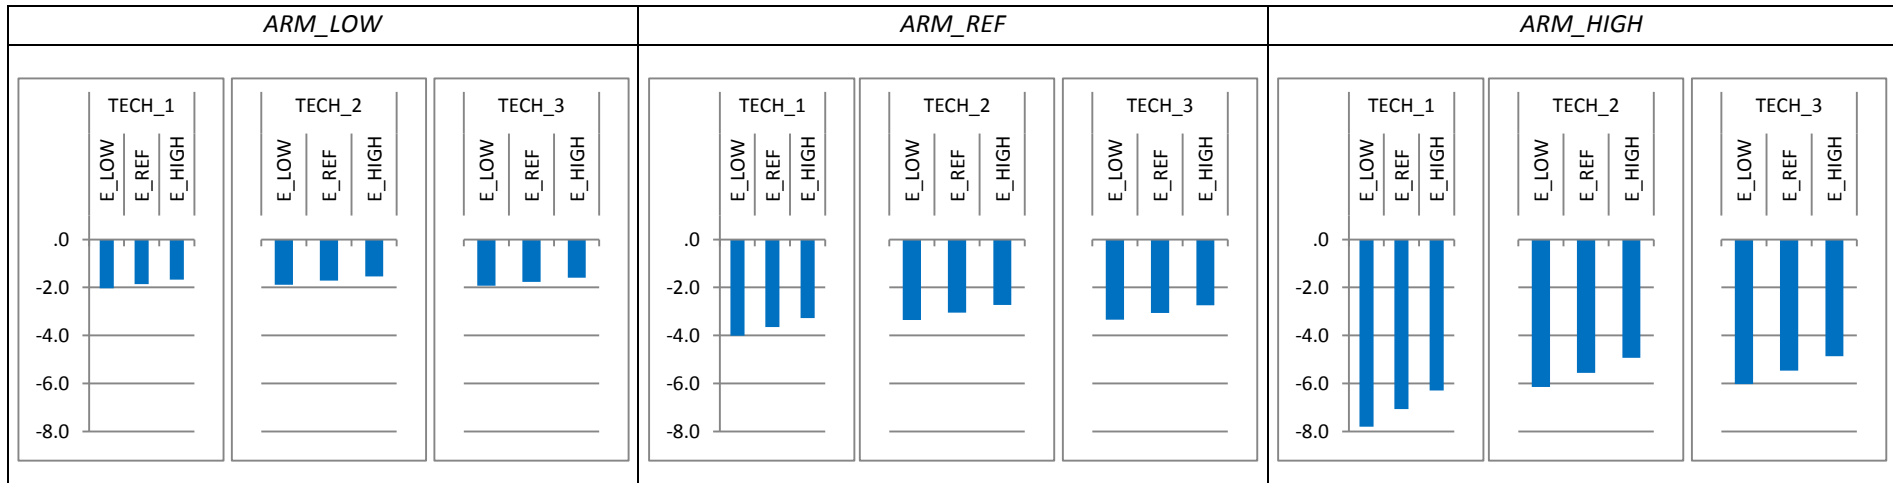 ARM_LOW ARM_REF ARM_HIGH
TECH_1 TECH_2 TECH_3 TECH_1 TECH_2 TECH_3 TECH_1 TECH_2 TECH_3
E_LOW E_REF E_HIGH E_LOW E_REF E_HIGH E_LOW E_REF E_HIGH E_LOW E_REF E_HIGH E_LOW E_REF E_HIGH E_LOW E_REF E_HIGH E_LOW E_REF E_HIGH E_LOW E_REF E_HIGH E_LOW E_REF E_HIGH
.0 .0 .0
-2.0 -2.0 -2.0
-4.0 -4.0 -4.0
-6.0 -6.0 -6.0
-8.0 -8.0 -8.0